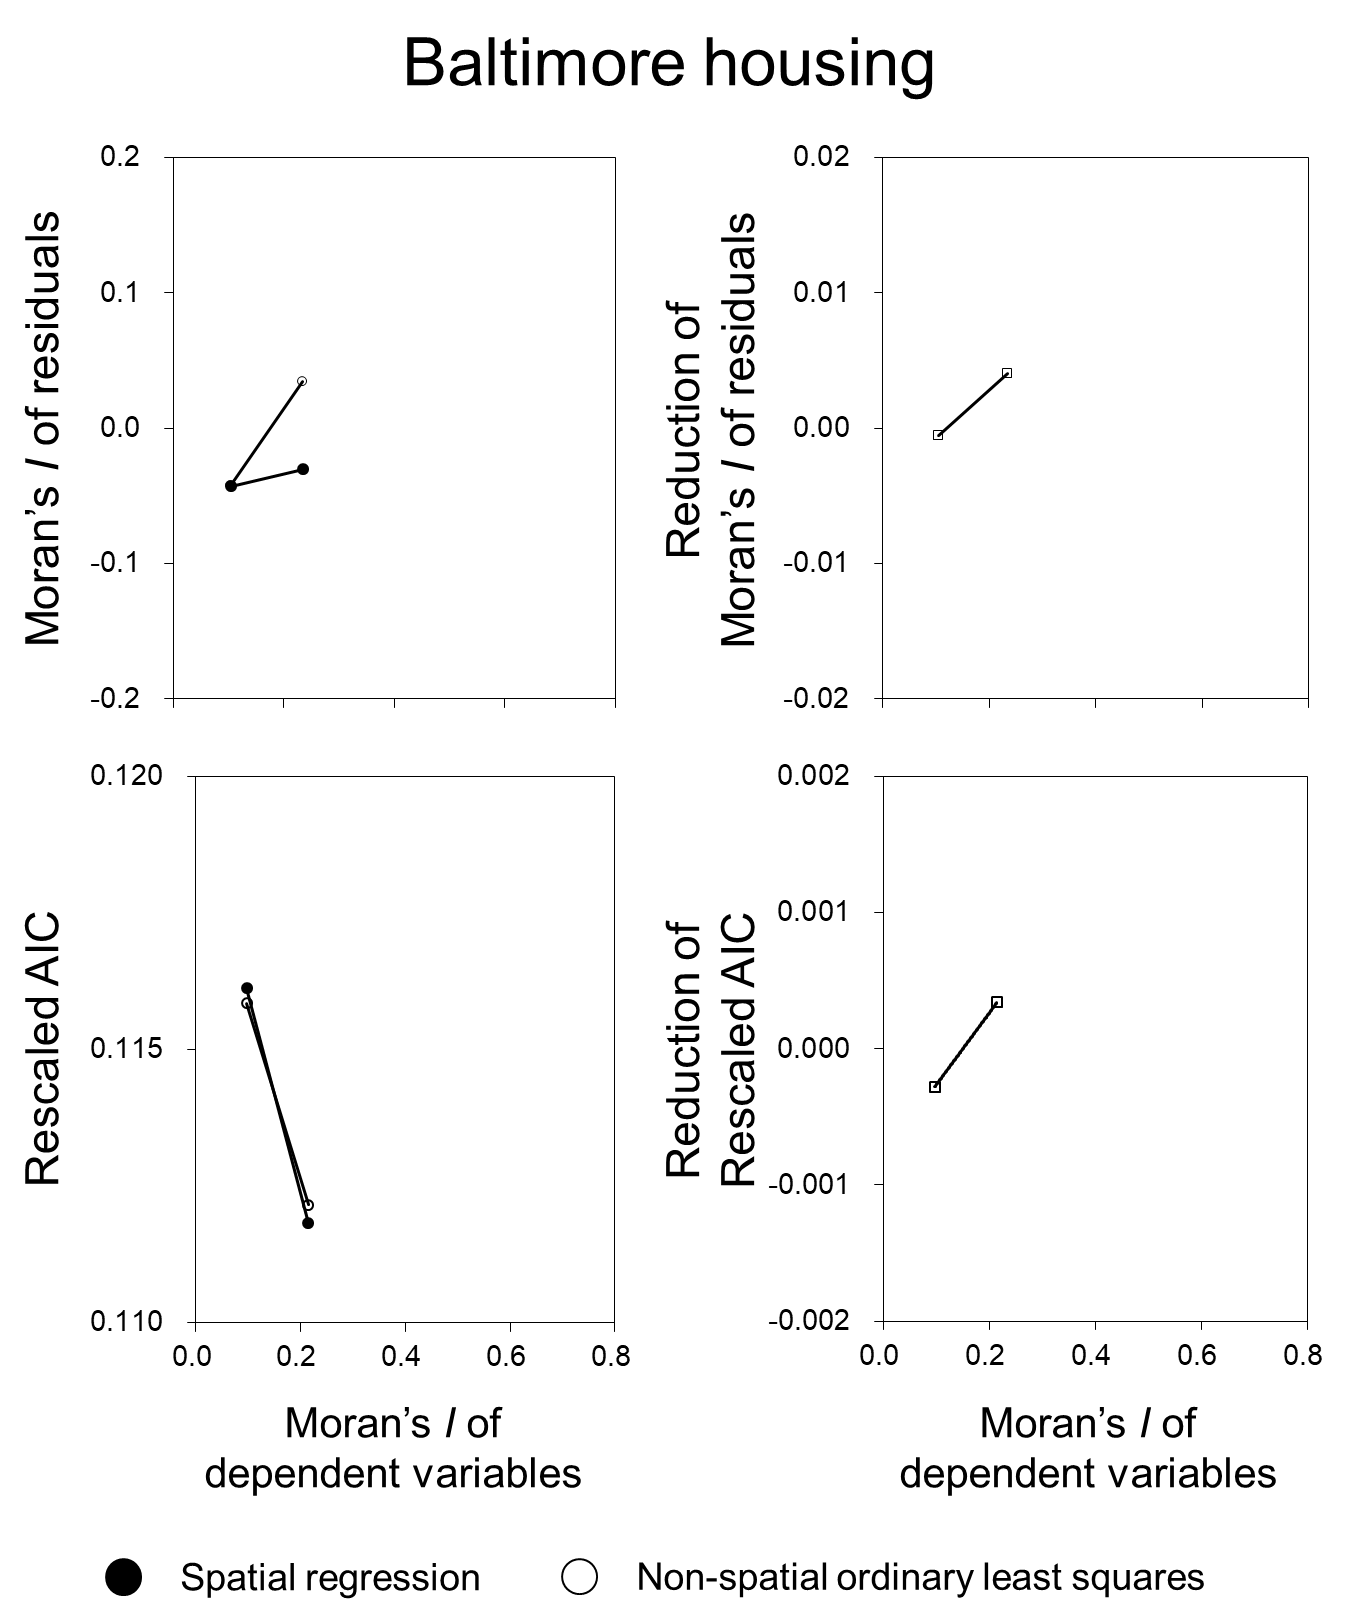 Baltimore housing
Moran’s I of residuals
0.2
0.1
0.0
-0.1
-0.2
Reduction of
Moran’s I of residuals
0.02
0.01
0.00
-0.01
-0.02
Rescaled AIC
0.120
0.115
0.110
0.0 0.2 0.4 0.6 0.8
Moran’s I of
dependent variables
Reduction of
Rescaled AIC
0.002
0.001
0.000
-0.001
-0.002
0.0 0.2 0.4 0.6 0.8
Moran’s I of
dependent variables
Spatial regression Non-spatial ordinary least squares